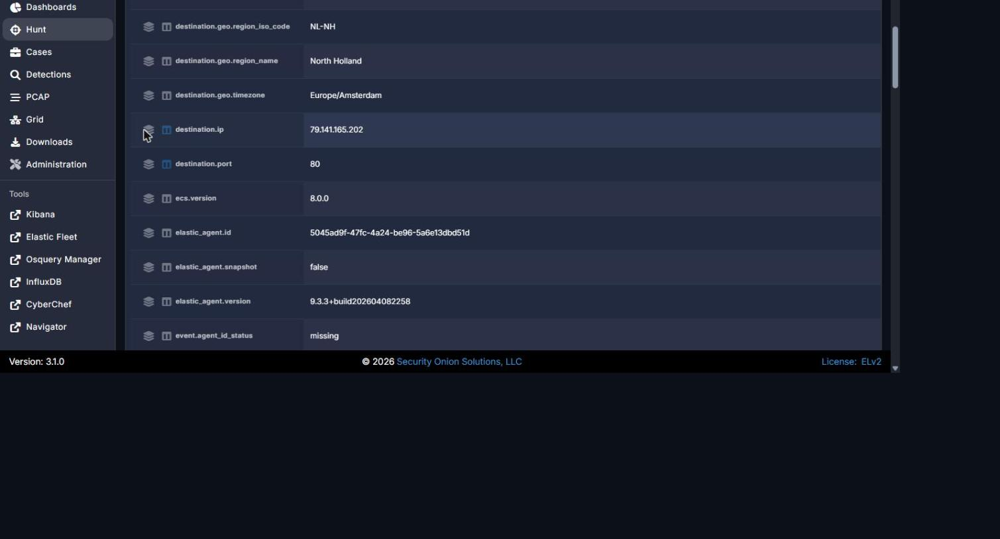 Dashboards
Hunt
Cases
Detections
PCAP
Grid
Downloads
Administration
Tools
Kibana
Elastic Fleet
Osquery Manager
InfluxDB
CyberChef
Navigator
destination.geo.region_iso_code NL-NH
destination.geo.region_name North Holland
destination.geo.timezone Europe/Amsterdam
destination.ip 79.141.165.202
destination.port 80
ecs.version 8.0.0
elastic_agent.id 5045ad9f-47fc-4a24-be96-5a6e13dbd51d
elastic_agent.snapshot false
elastic_agent.version 9.3.3+build202604082258
event.agent_id_status missing
Version: 3.1.0 © 2026 Security Onion Solutions, LLC License: ELv2